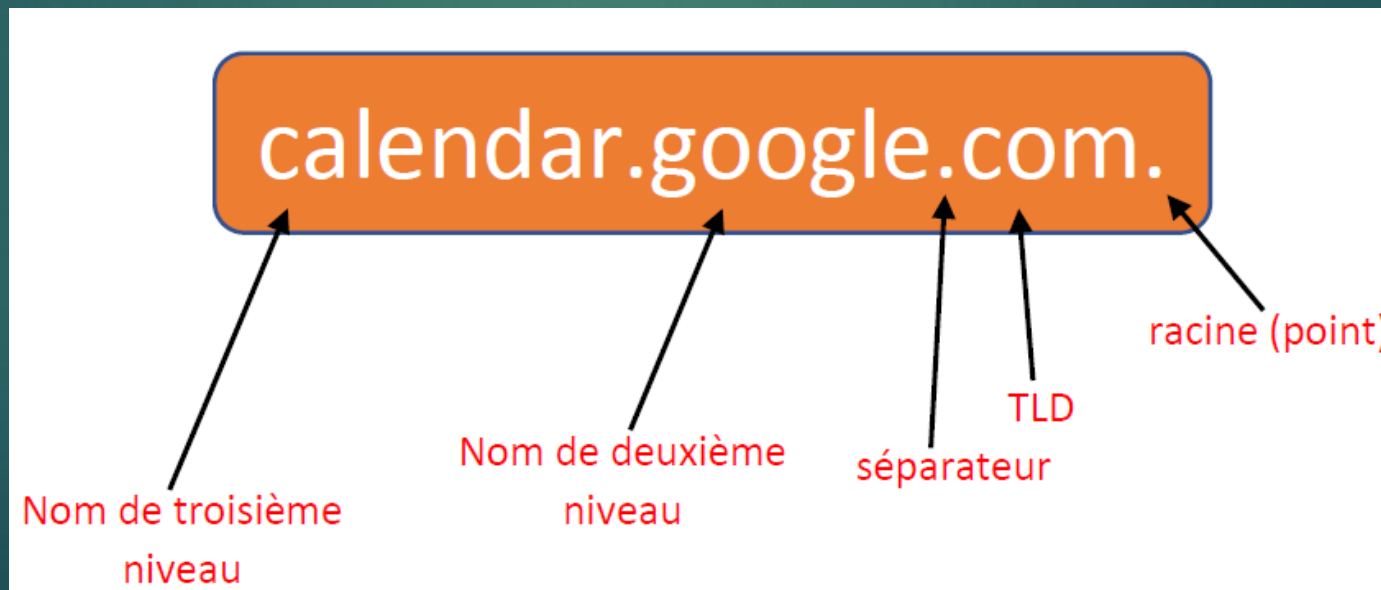 calendar.google.com.
racine (point)
TLD
Nom de deuxième
niveau
séparateur
Nom de troisième
niveau